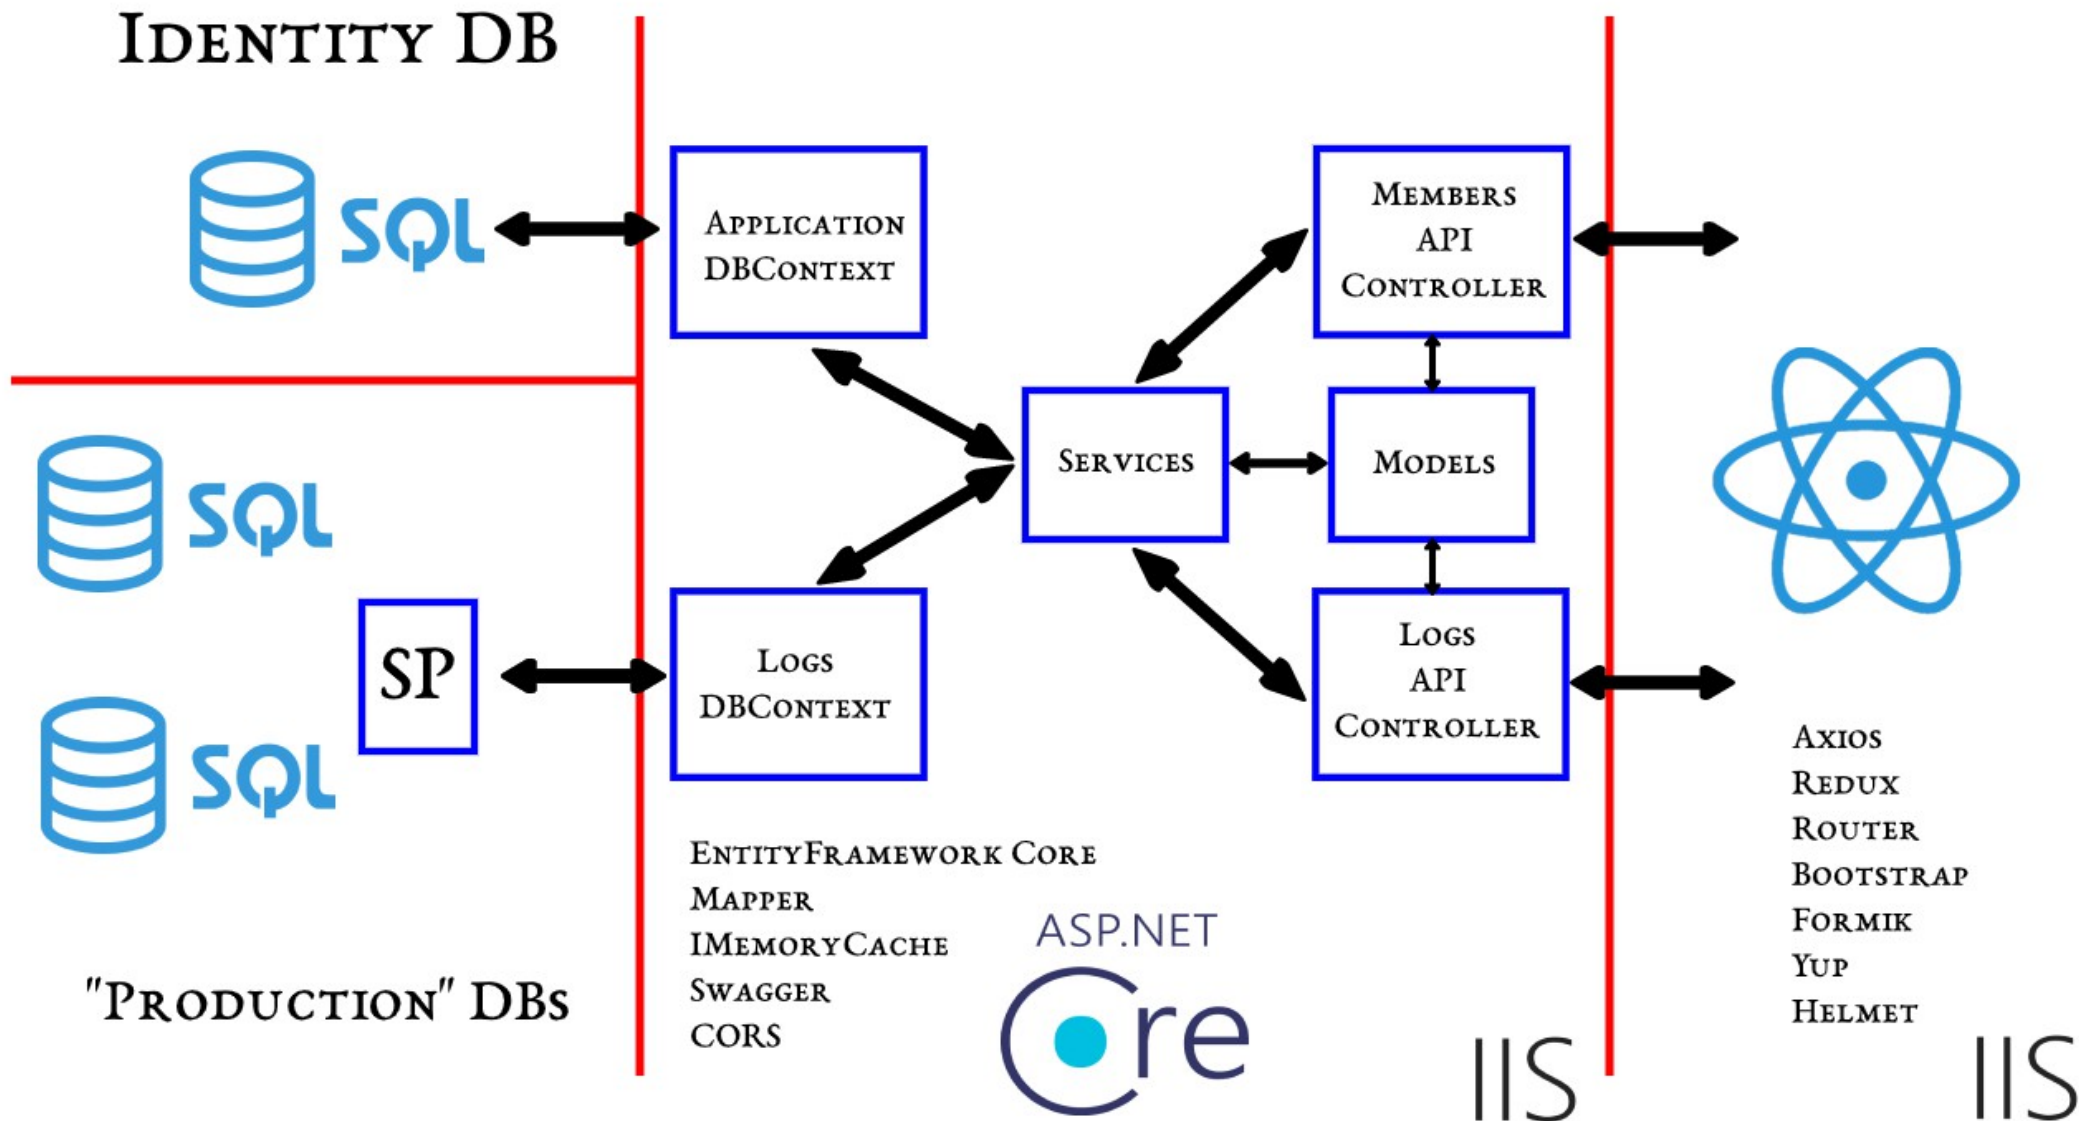 Identity DB
SQL
Application
DBContext
Members
API
Controller
SQL
Services
Models
SP
Logs
DBContext
Logs
API
Controller
SQL
"Production" DBs
EntityFramework Core
Mapper
IMemoryCache
Swagger
CORS
ASP.NET
Core
IIS
Axios
Redux
Router
Bootstrap
Formik
Yup
Helmet
IIS